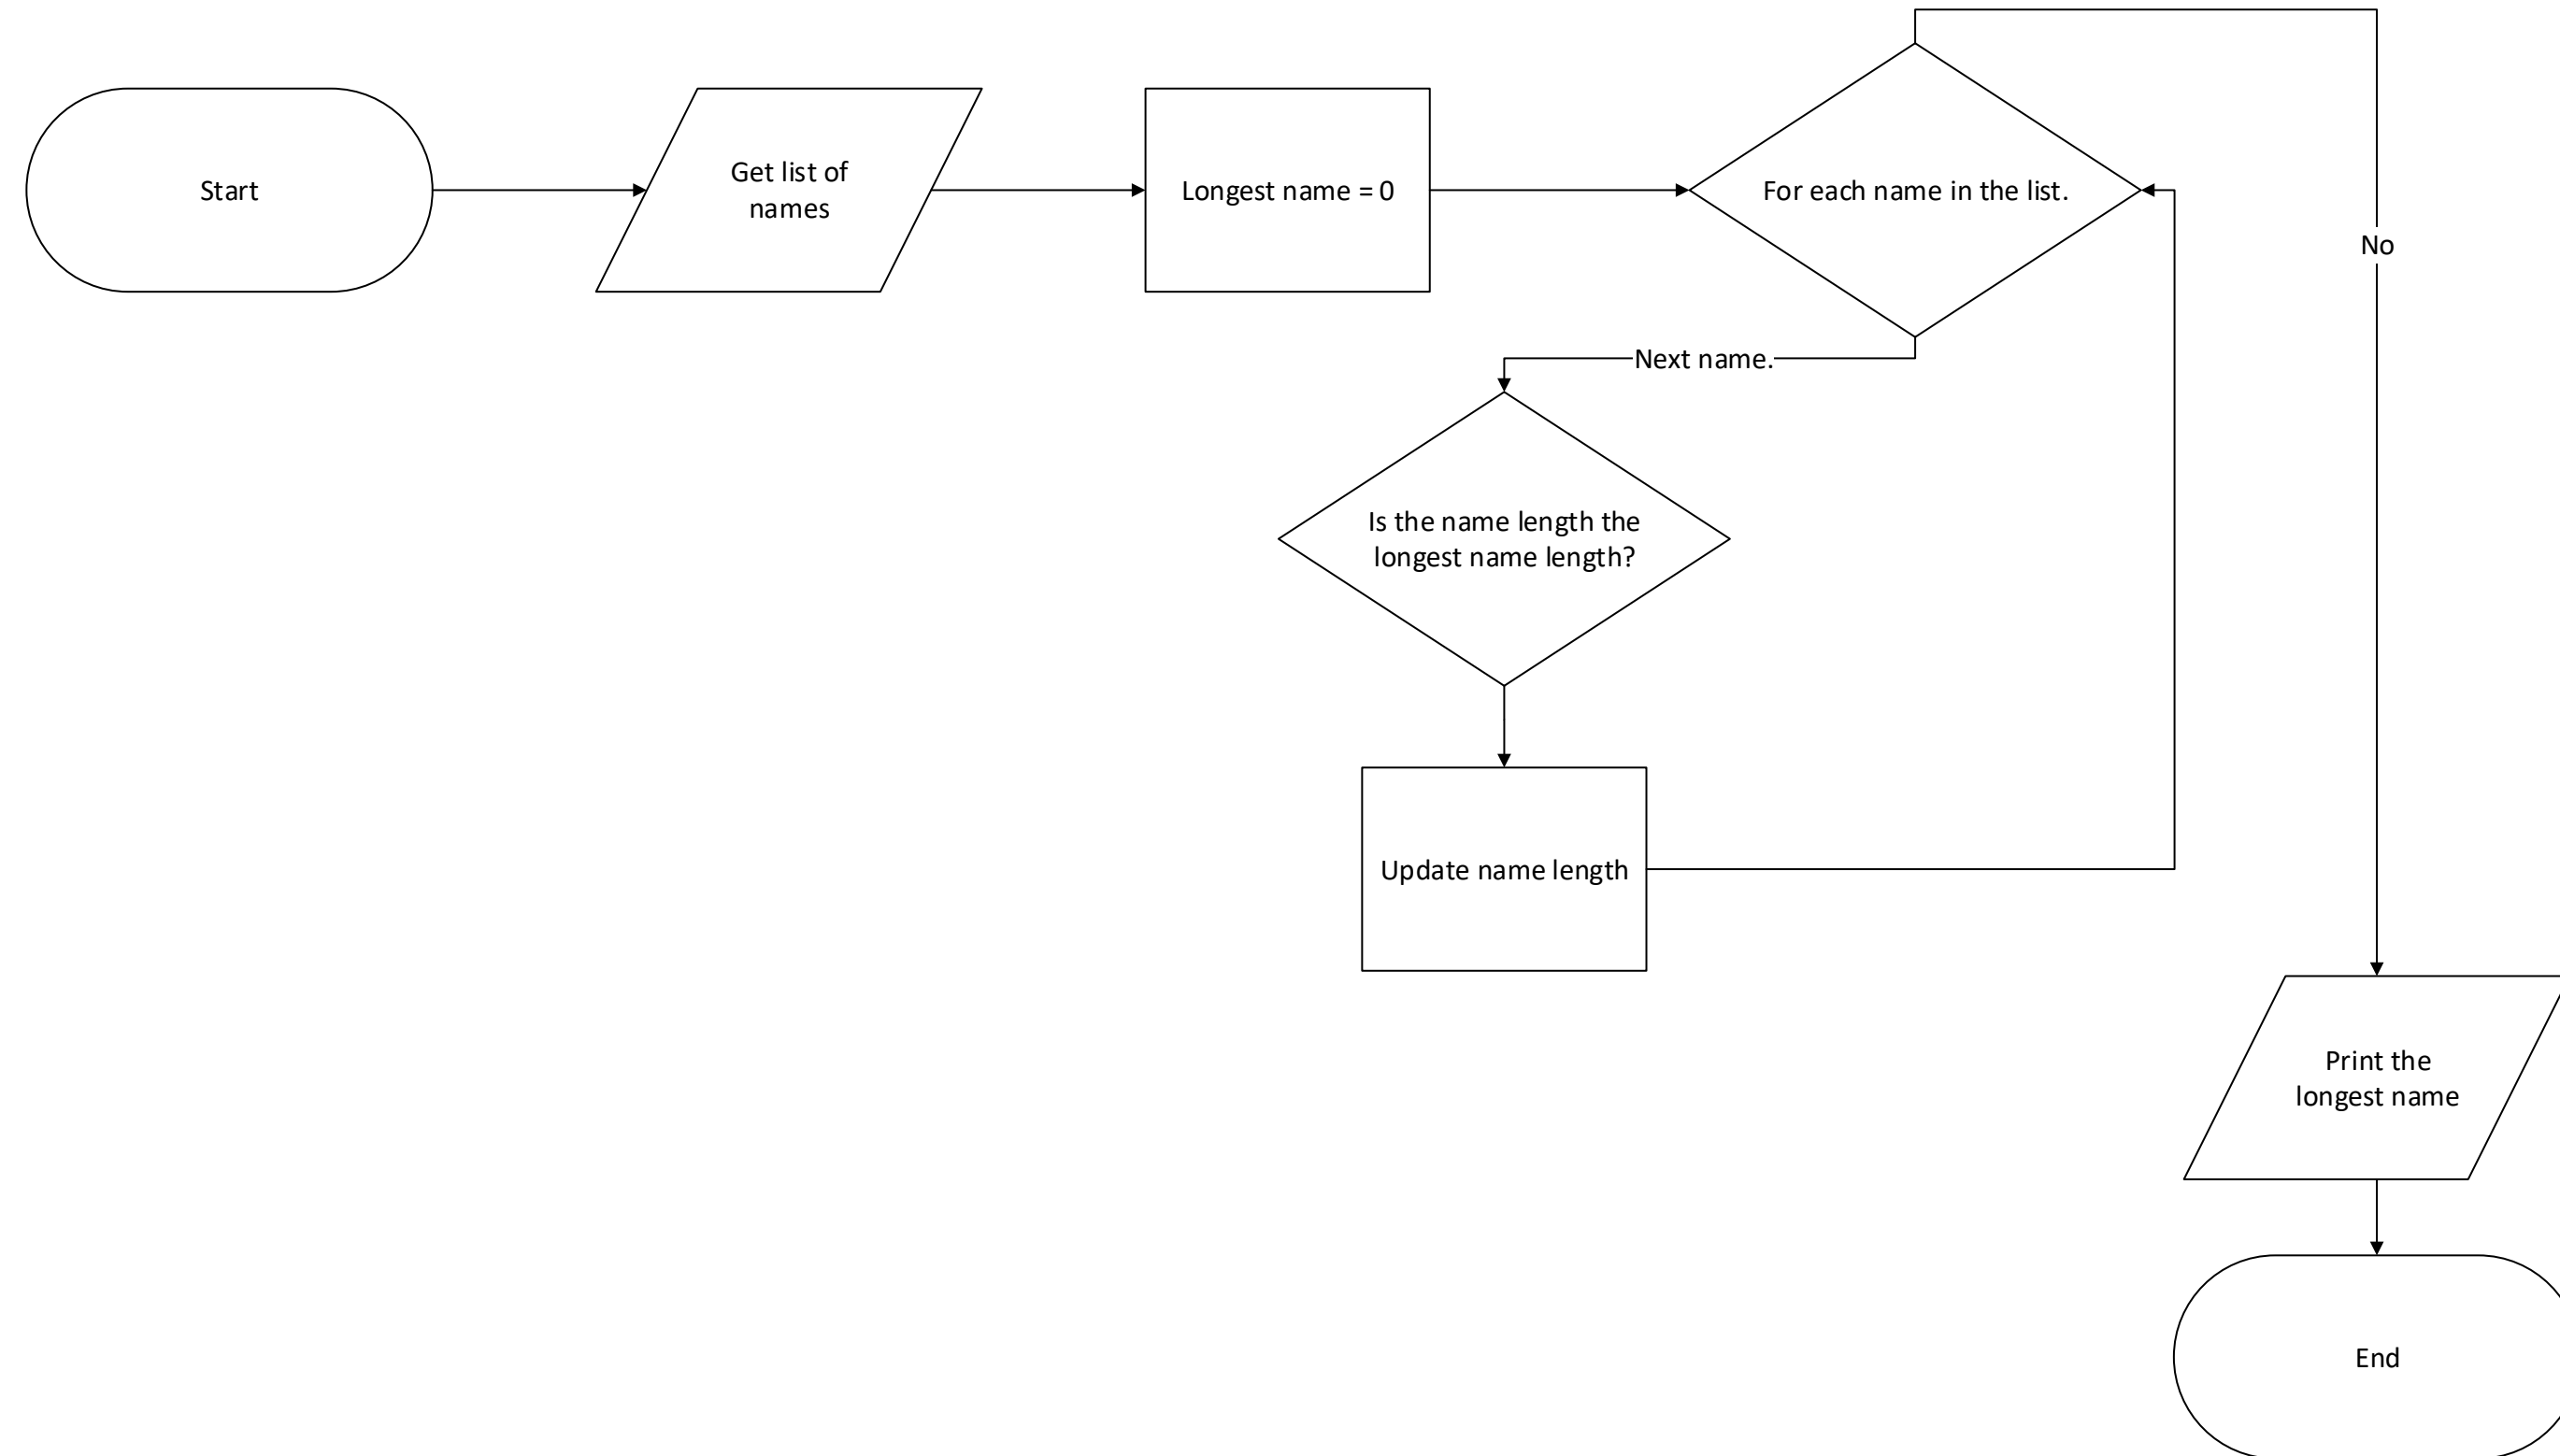 Start
Get list of
names
Longest name = 0
For each name in the list.
No
Next name.
Is the name length the
longest name length?
Update name length
Print the
longest name
End